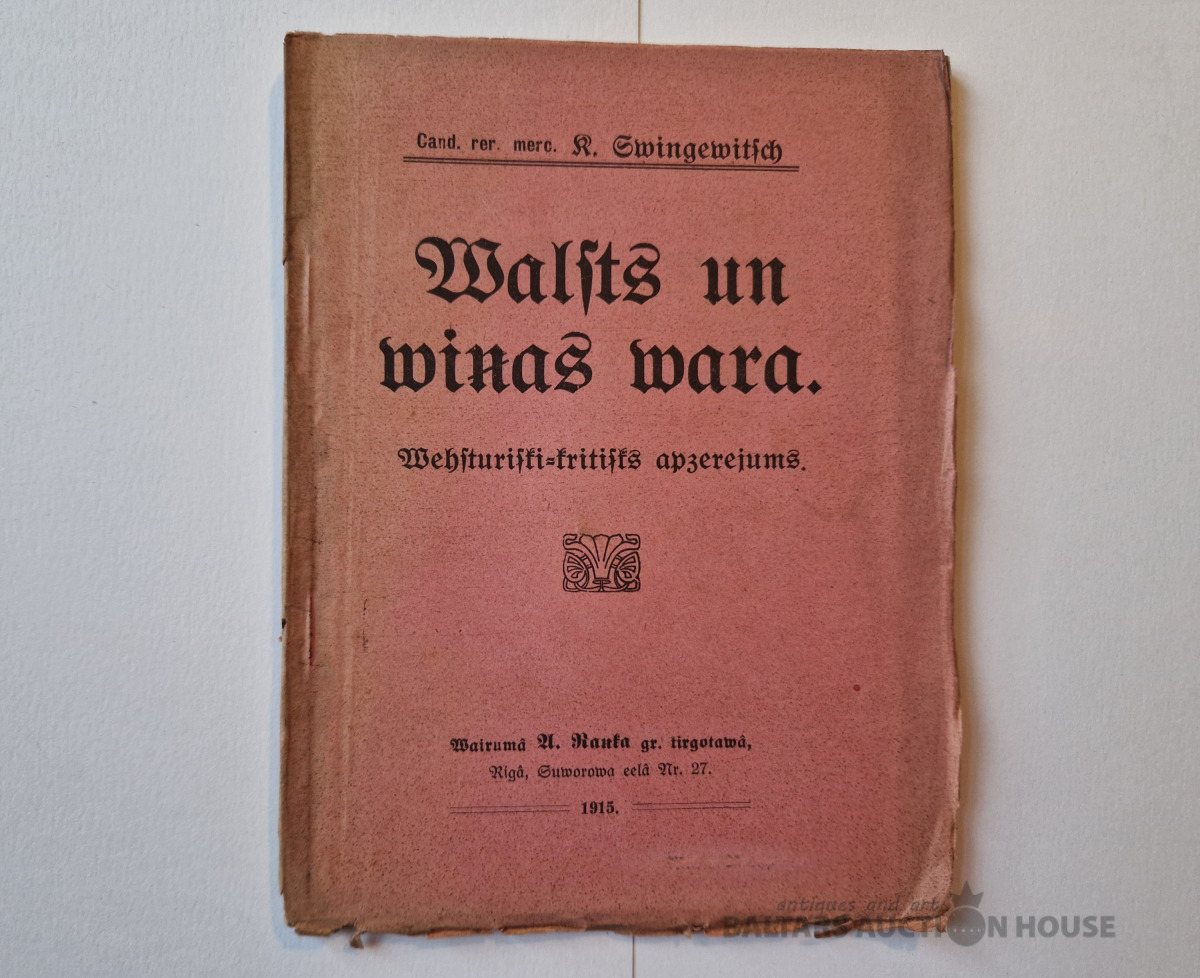 Cand. rer. merc. K. Swingewitsch
Walſts un
wiņas wara.
Wehſturiſki=kritiſks apzerejums.
Wairumâ A. Ranka gr. tirgotawâ,
Rigâ, Suworowa eelâ Nr. 27.
1915.
antiques and art
BALTARS AUCTION HOUSE